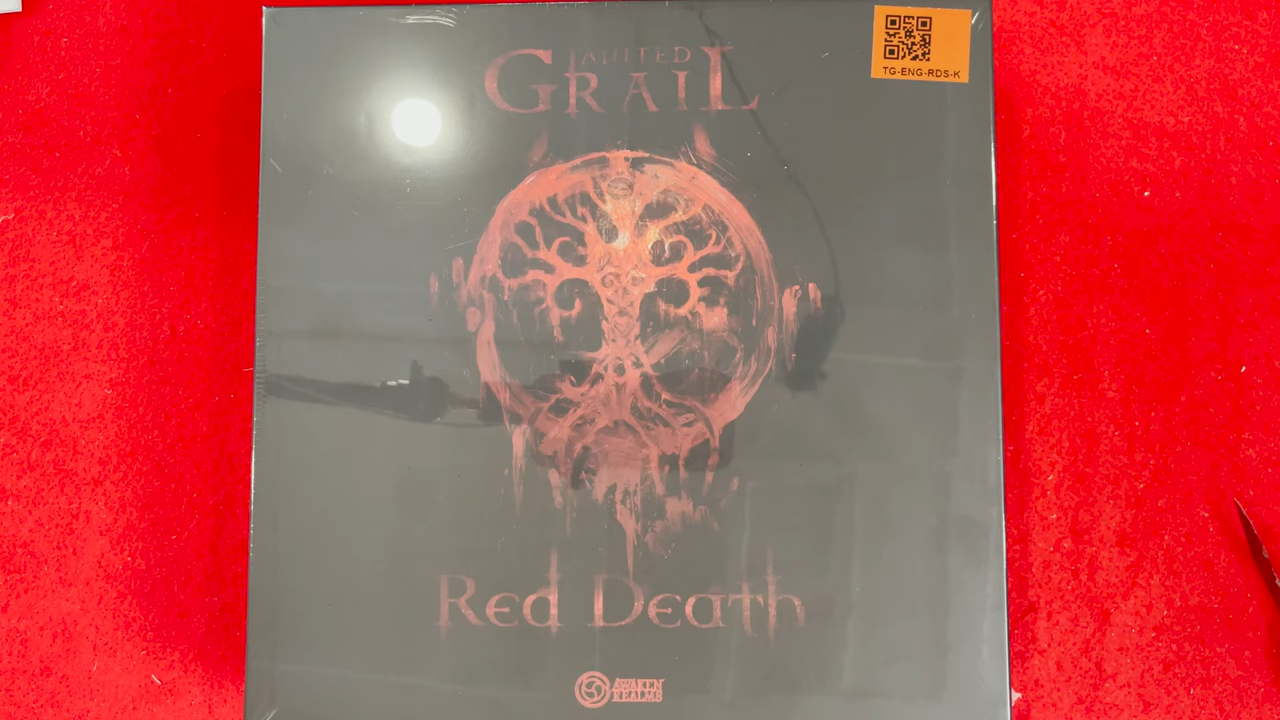 TAINTED
GRAIL
TG-ENG-RDS-K
Red Death
AWAKEN
REALMS